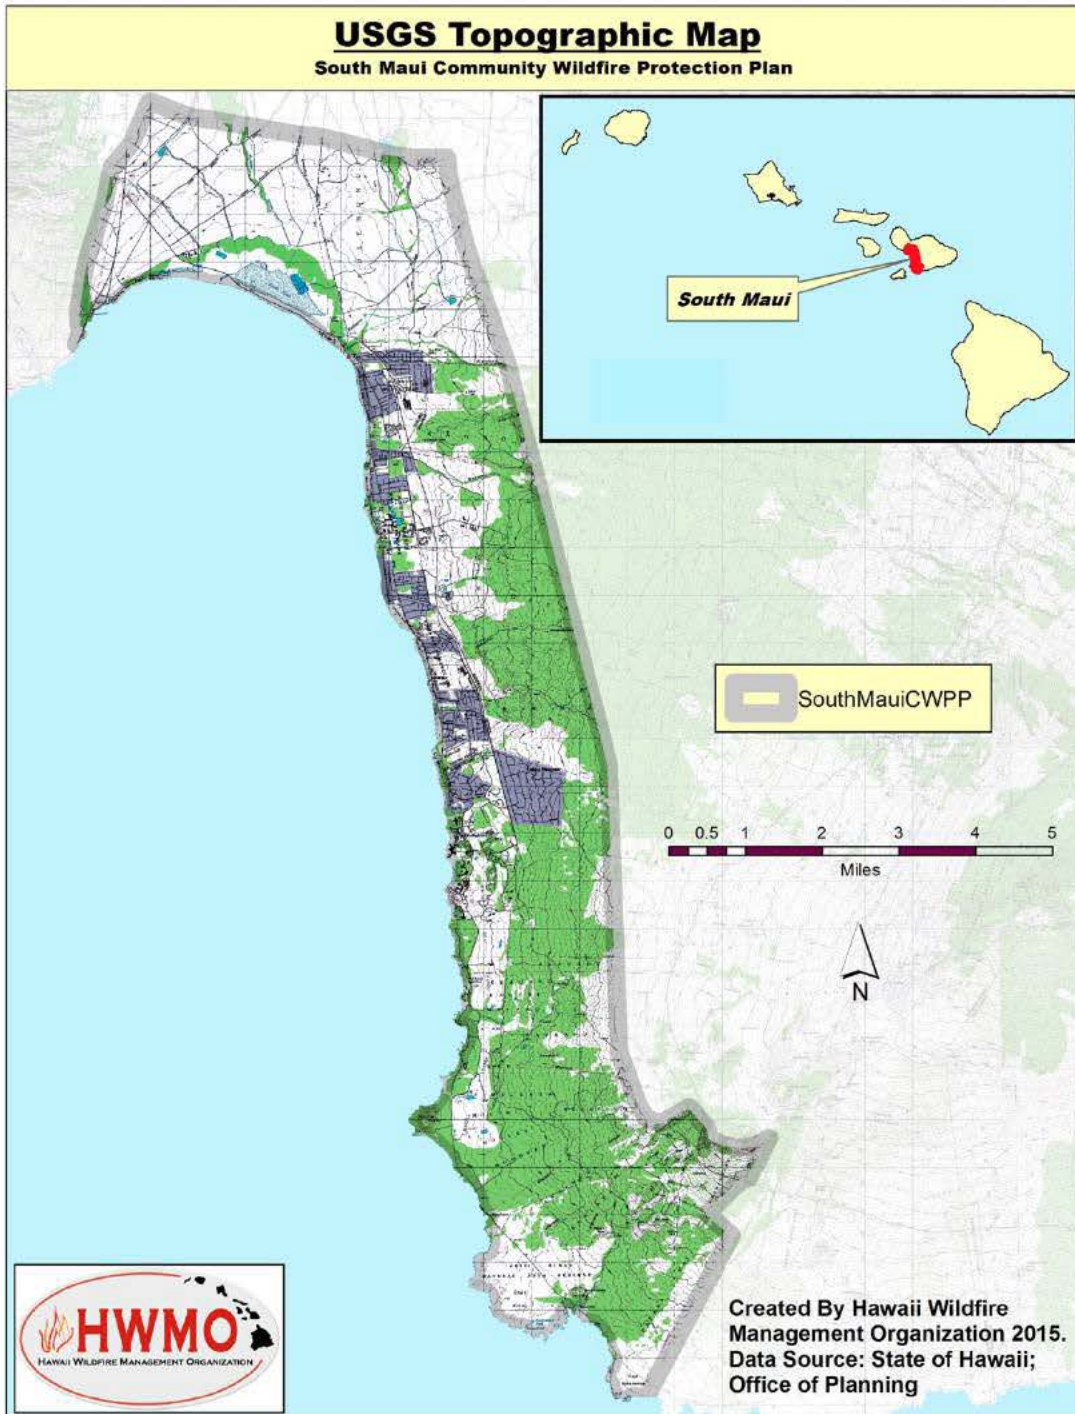 USGS Topographic Map
South Maui Community Wildfire Protection Plan
South Maui
SouthMauiCWPP
0 0.5 1 2 3 4 5
Miles
N
HWMO
HAWAII WILDFIRE MANAGEMENT ORGANIZATION
Created By Hawaii Wildfire
Management Organization 2015.
Data Source: State of Hawaii;
Office of Planning